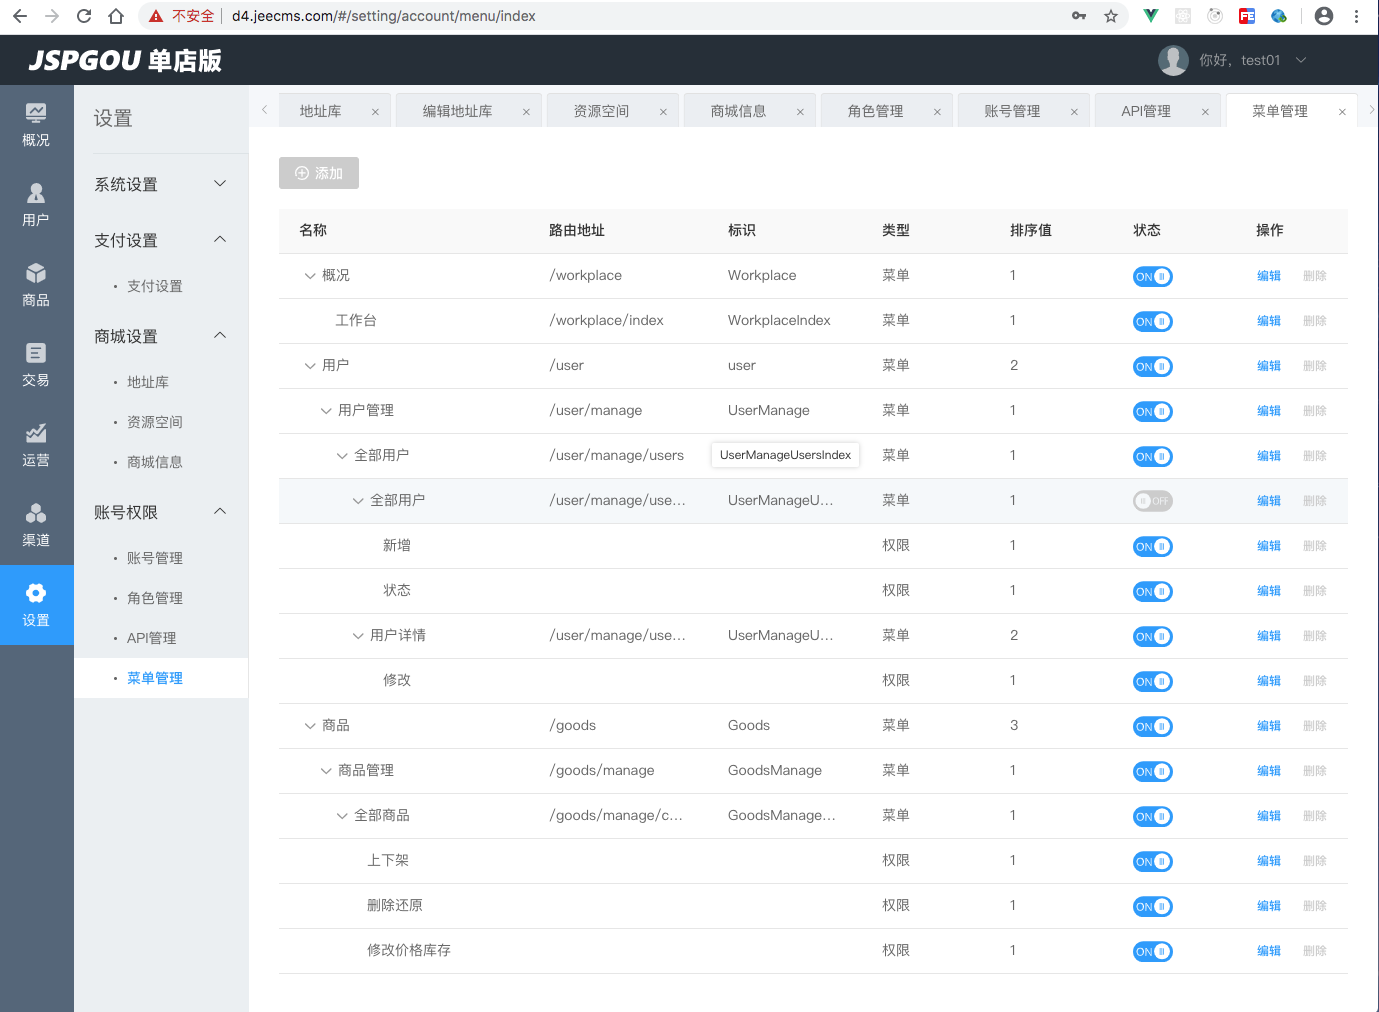 不安全 d4.jeecms.com/#/setting/account/menu/index
JSPGOU 单店版
你好，test01
概况
用户
商品
交易
运营
渠道
设置
设置
系统设置
支付设置
支付设置
商城设置
地址库
资源空间
商城信息
账号权限
账号管理
角色管理
API管理
菜单管理
地址库 × 编辑地址库 × 资源空间 × 商城信息 × 角色管理 × 账号管理 × API管理 × 菜单管理 ×
添加
名称 路由地址 标识 类型 排序值 状态 操作
概况 /workplace Workplace 菜单 1 ON 编辑 删除
工作台 /workplace/index WorkplaceIndex 菜单 1 ON 编辑 删除
用户 /user user 菜单 2 ON 编辑 删除
用户管理 /user/manage UserManage 菜单 1 ON 编辑 删除
全部用户 /user/manage/users UserManageUsersIndex 菜单 1 ON 编辑 删除
全部用户 /user/manage/use... UserManageU... 菜单 1 OFF 编辑 删除
新增 权限 1 ON 编辑 删除
状态 权限 1 ON 编辑 删除
用户详情 /user/manage/use... UserManageU... 菜单 2 ON 编辑 删除
修改 权限 1 ON 编辑 删除
商品 /goods Goods 菜单 3 ON 编辑 删除
商品管理 /goods/manage GoodsManage 菜单 1 ON 编辑 删除
全部商品 /goods/manage/c... GoodsManage... 菜单 1 ON 编辑 删除
上下架 权限 1 ON 编辑 删除
删除还原 权限 1 ON 编辑 删除
修改价格库存 权限 1 ON 编辑 删除